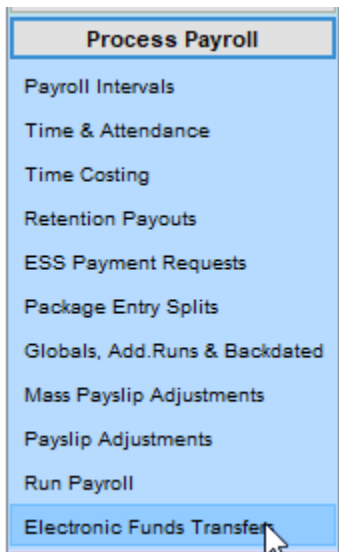 Process Payroll
Payroll Intervals
Time & Attendance
Time Costing
Retention Payouts
ESS Payment Requests
Package Entry Splits
Globals, Add.Runs & Backdated
Mass Payslip Adjustments
Payslip Adjustments
Run Payroll
Electronic Funds Transfers